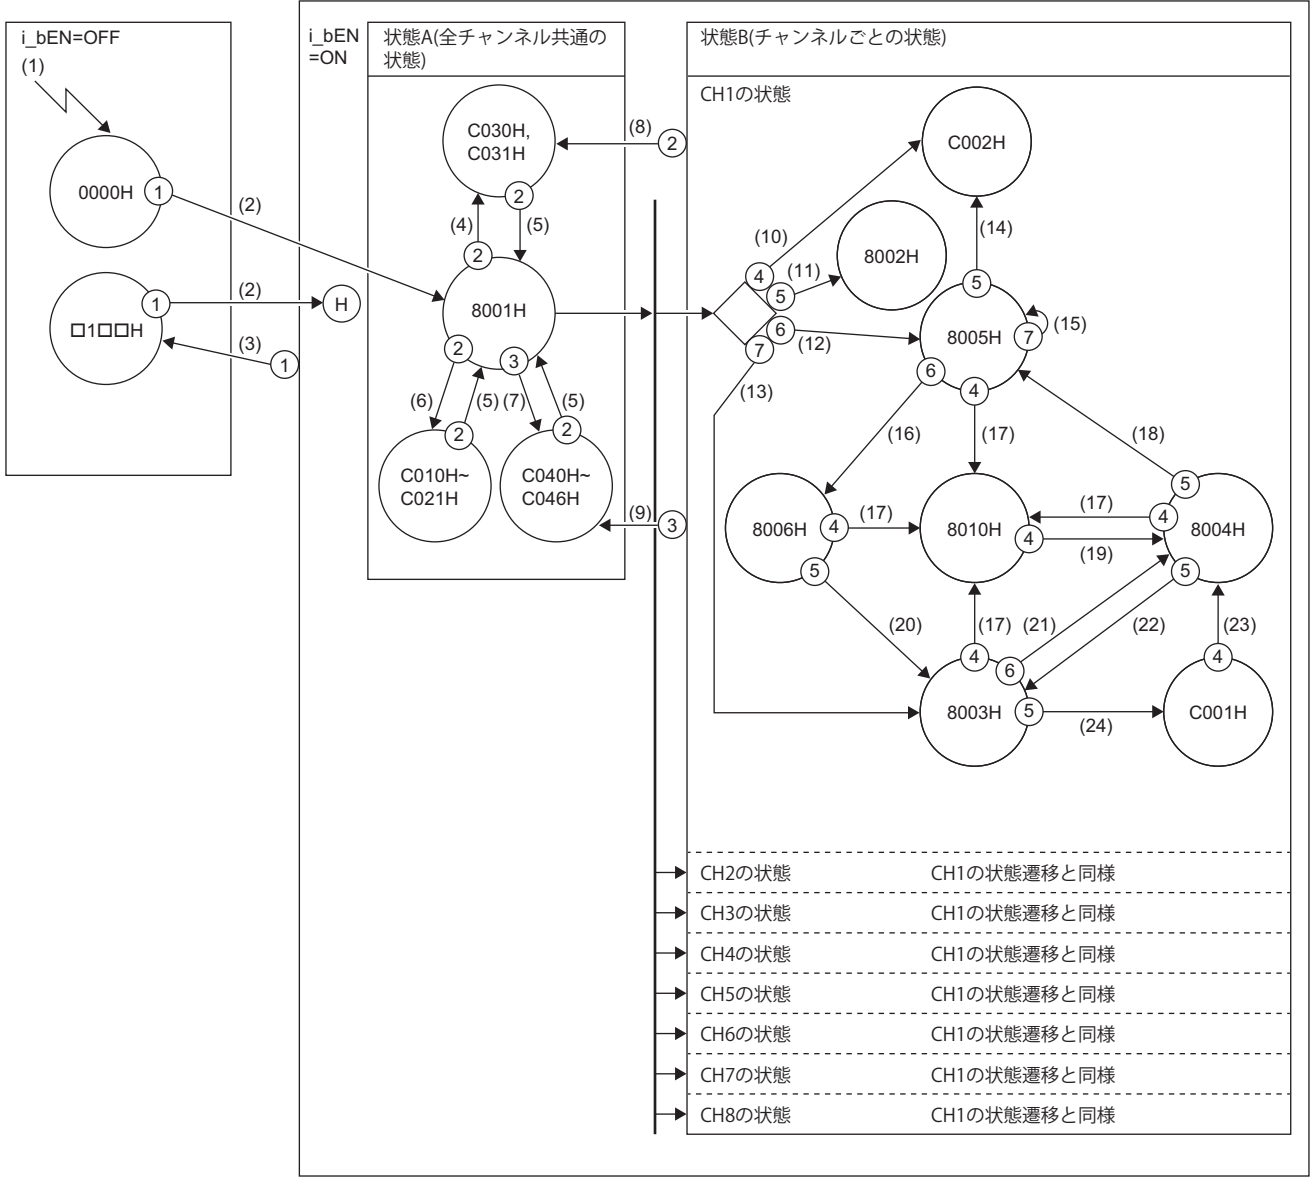 i_bEN=OFF
(1)
0000H
1
(2)
□1□□H
1
(2)
H
(3)
1
i_bEN
=ON
状態A(全チャンネル共通の
状態)
C030H,
C031H
2
(8)
2
(4)
(5)
2
8001H
2
3
(6)
(5)
(7)
(5)
2
2
C010H~
C021H
C040H~
C046H
(9)
3
状態B(チャンネルごとの状態)
CH1の状態
C002H
(10)
(14)
8002H
4
(11)
5
5
6
(12)
7
8005H
7
(15)
(13)
6
4
(16)
(17)
(18)
5
8006H
4
(17)
8010H
4
(17)
4
(19)
8004H
5
5
(20)
(17)
(21)
(22)
(23)
4
6
4
8003H
5
(24)
C001H
CH2の状態 CH1の状態遷移と同様
CH3の状態 CH1の状態遷移と同様
CH4の状態 CH1の状態遷移と同様
CH5の状態 CH1の状態遷移と同様
CH6の状態 CH1の状態遷移と同様
CH7の状態 CH1の状態遷移と同様
CH8の状態 CH1の状態遷移と同様